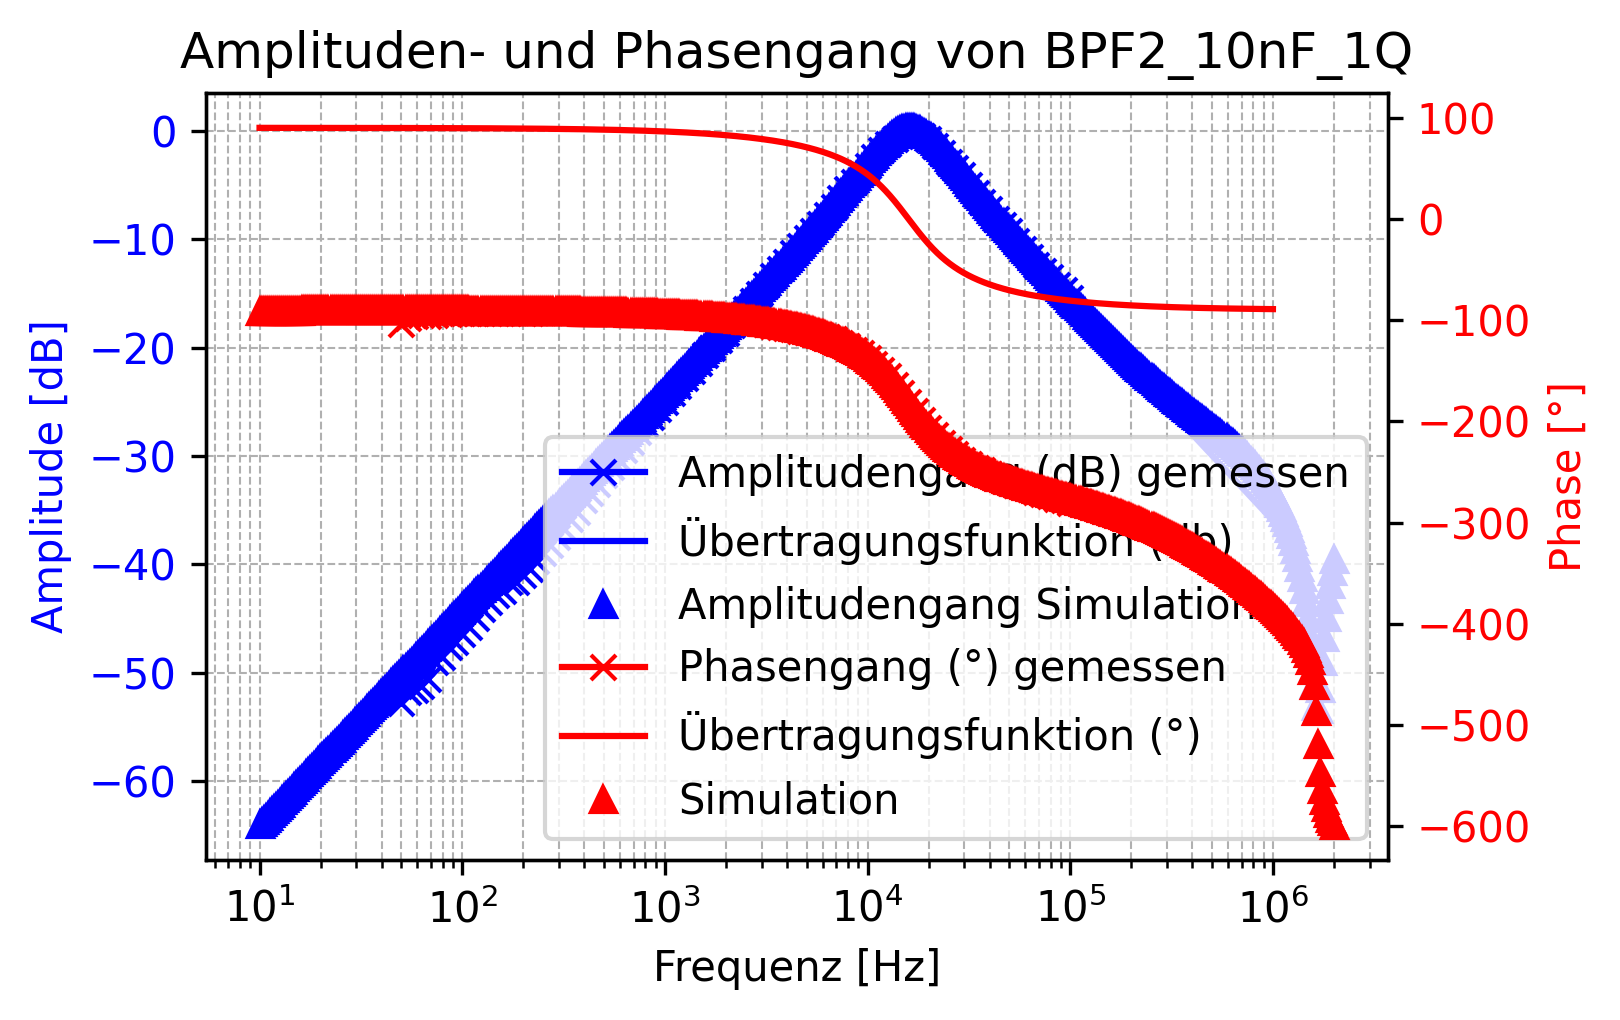 Amplituden- und Phasengang von BPF2_10nF_1Q
0
−10
−20
−30
−40
−50
−60
Amplitude [dB]
100
0
−100
−200
−300
−400
−500
−600
Phase [°]
Amplitudengang (dB) gemessen
Übertragungsfunktion (db)
Amplitudengang Simulation
Phasengang (°) gemessen
Übertragungsfunktion (°)
Simulation
10¹ 10² 10³ 10⁴ 10⁵ 10⁶
Frequenz [Hz]